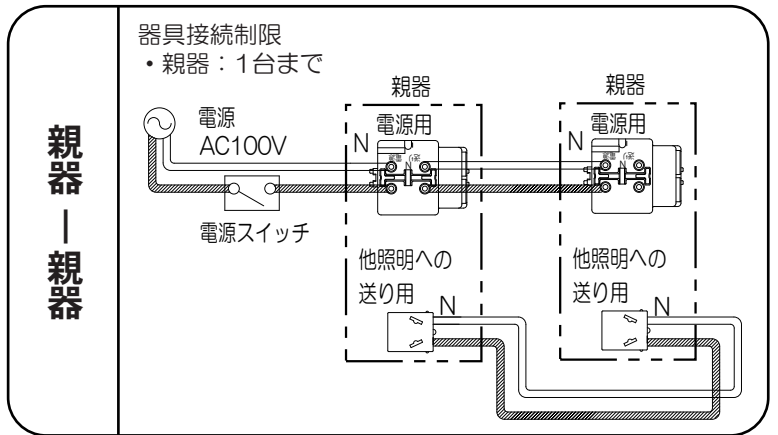 親器ー親器
器具接続制限
・親器：1台まで
電源
AC100V
電源スイッチ
親器
電源用
N
他照明への
送り用
N
親器
電源用
N
他照明への
送り用
N